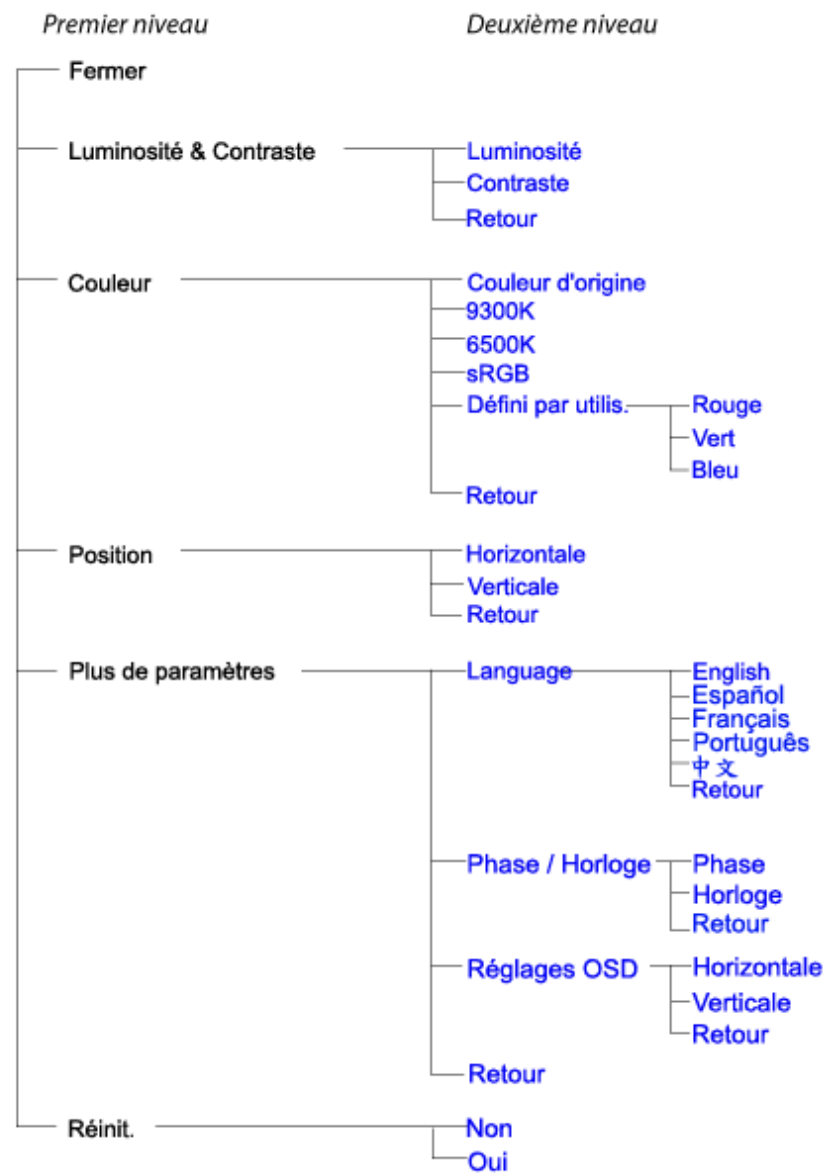 Premier niveau Deuxième niveau
Fermer
Luminosité & Contraste Luminosité
Contraste
Retour
Couleur Couleur d'origine
9300K
6500K
sRGB
Défini par utilis. Rouge
Vert
Bleu
Retour
Position Horizontale
Verticale
Retour
Plus de paramètres Language English
Español
Français
Português
中文
Retour
Phase / Horloge Phase
Horloge
Retour
Réglages OSD Horizontale
Verticale
Retour
Retour
Réinit. Non
Oui